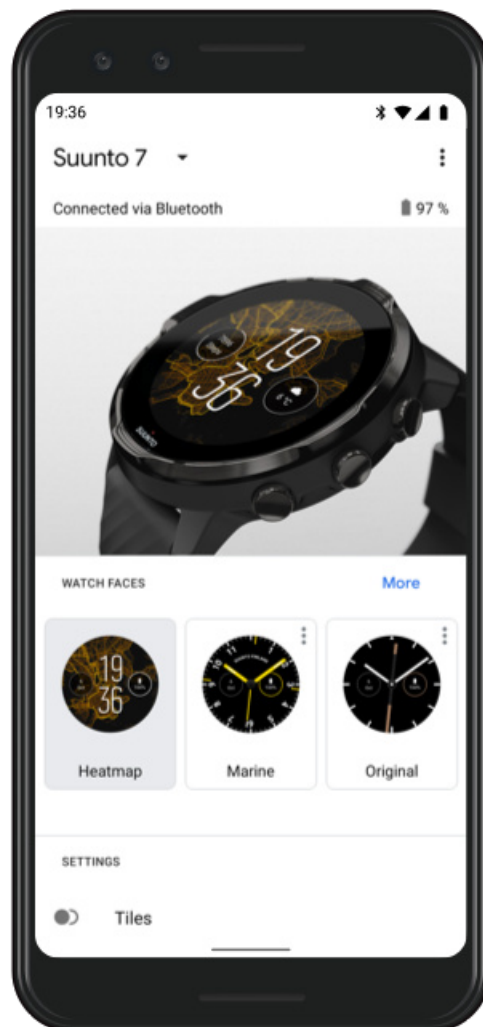 19:36
Suunto 7
Connected via Bluetooth 97 %
19
36
SUUNTO
WATCH FACES More
19
36
Heatmap
Marine
Original
SETTINGS
Tiles